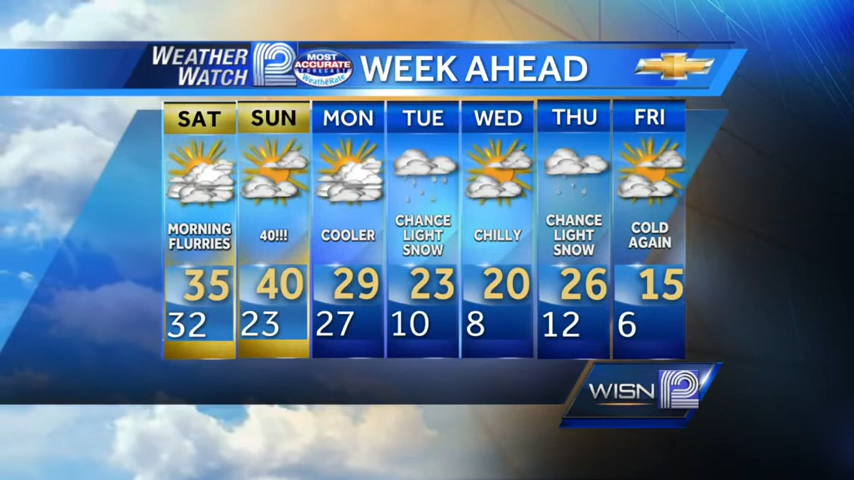 WEATHER WATCH 12
MOST ACCURATE FORECAST
WeatheRate
WEEK AHEAD
SAT SUN MON TUE WED THU FRI
MORNING FLURRIES
40!!!
COOLER
CHANCE LIGHT SNOW
CHILLY
CHANCE LIGHT SNOW
COLD AGAIN
35 40 29 23 20 26 15
32 23 27 10 8 12 6
WISN 12